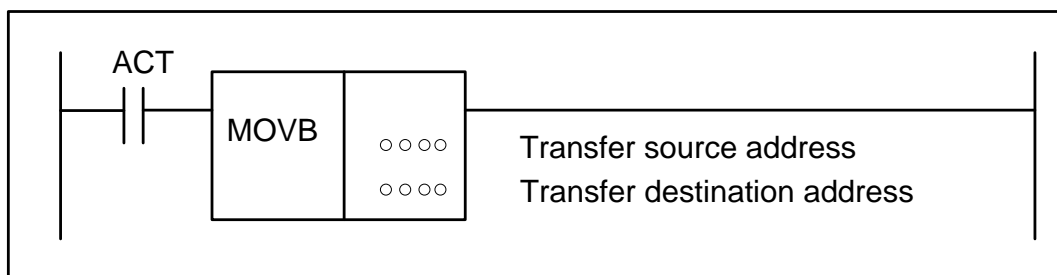 ACT
MOVB
○○○○ Transfer source address
○○○○ Transfer destination address